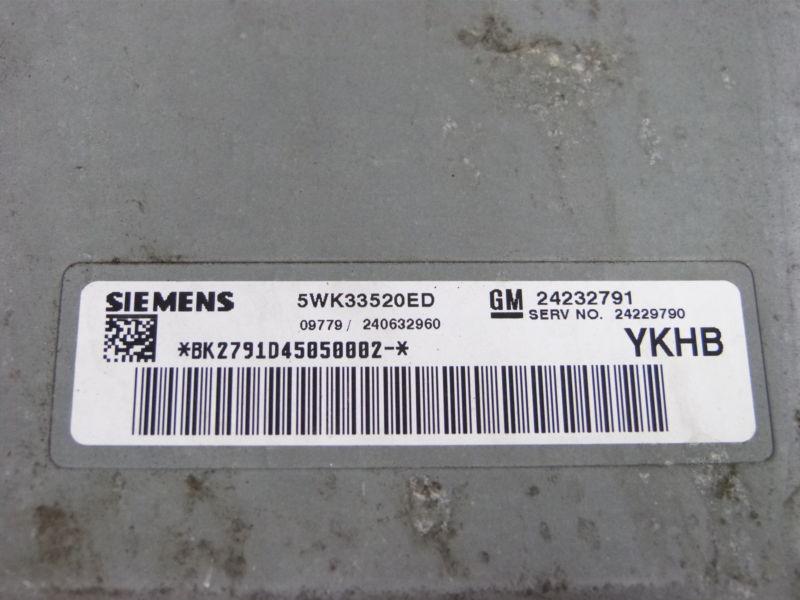 SIEMENS 5WK33520ED GM 24232791
09779 / 240632960 SERV NO. 24229790
*BK2791D45050002-* YKHB